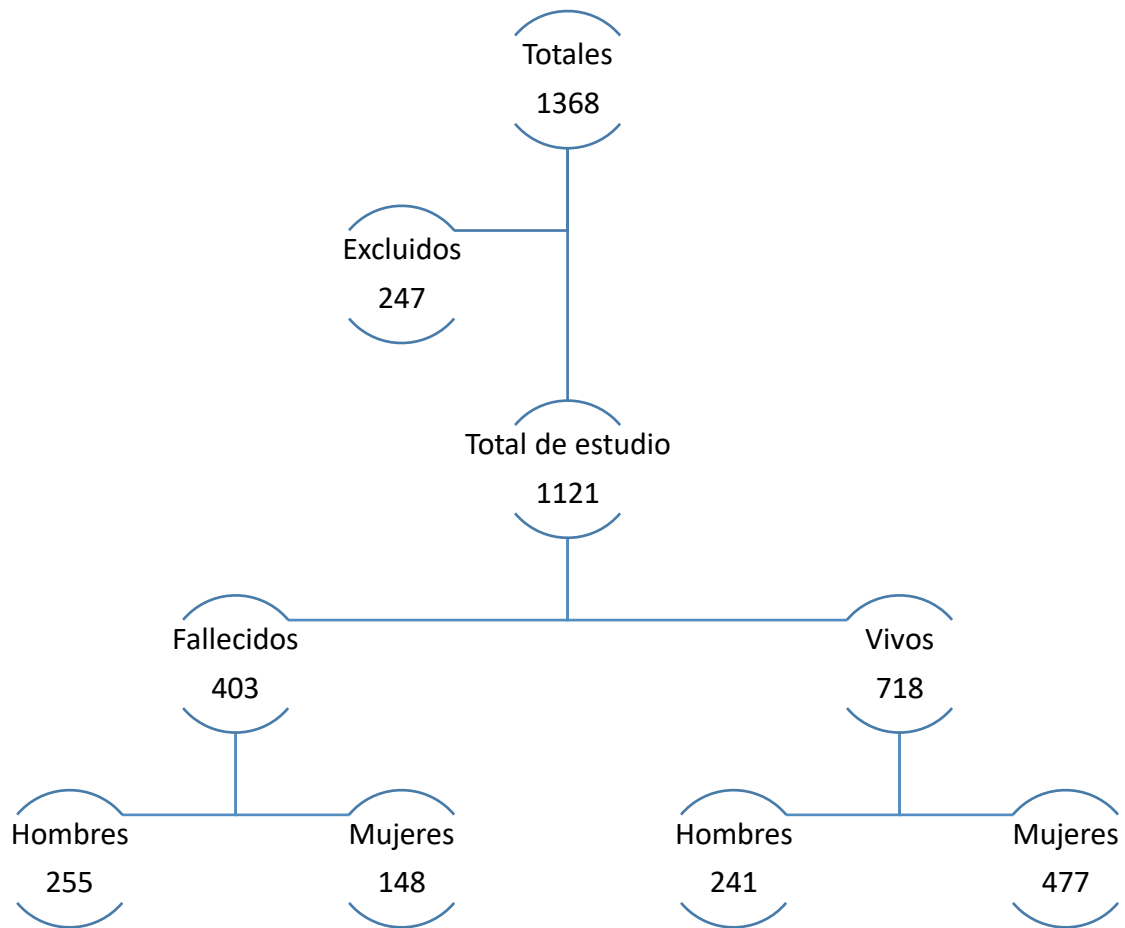 Totales
1368
Excluidos
247
Total de estudio
1121
Fallecidos
403
Vivos
718
Hombres
255
Mujeres
148
Hombres
241
Mujeres
477